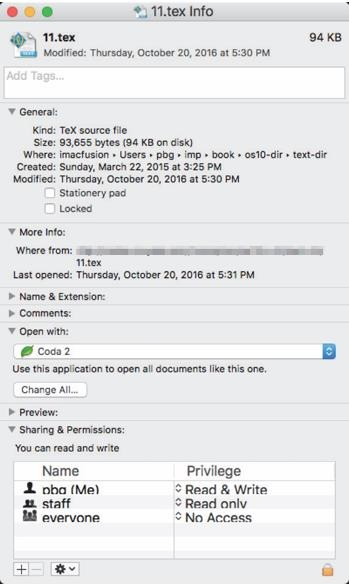 11.tex Info
11.tex
94 KB
Modified: Thursday, October 20, 2016 at 5:30 PM
Add Tags...
General:
Kind: TeX source file
Size: 93,655 bytes (94 KB on disk)
Where: imacfusion ▸ Users ▸ pbg ▸ imp ▸ book ▸ os10-dir ▸ text-dir
Created: Sunday, March 22, 2015 at 3:25 PM
Modified: Thursday, October 20, 2016 at 5:30 PM
Stationery pad
Locked
More Info:
Where from:
11.tex
Last opened: Thursday, October 20, 2016 at 5:31 PM
Name & Extension:
Comments:
Open with:
Coda 2
Use this application to open all documents like this one.
Change All...
Preview:
Sharing & Permissions:
You can read and write
Name Privilege
pbg (Me) Read & Write
staff Read only
everyone No Access